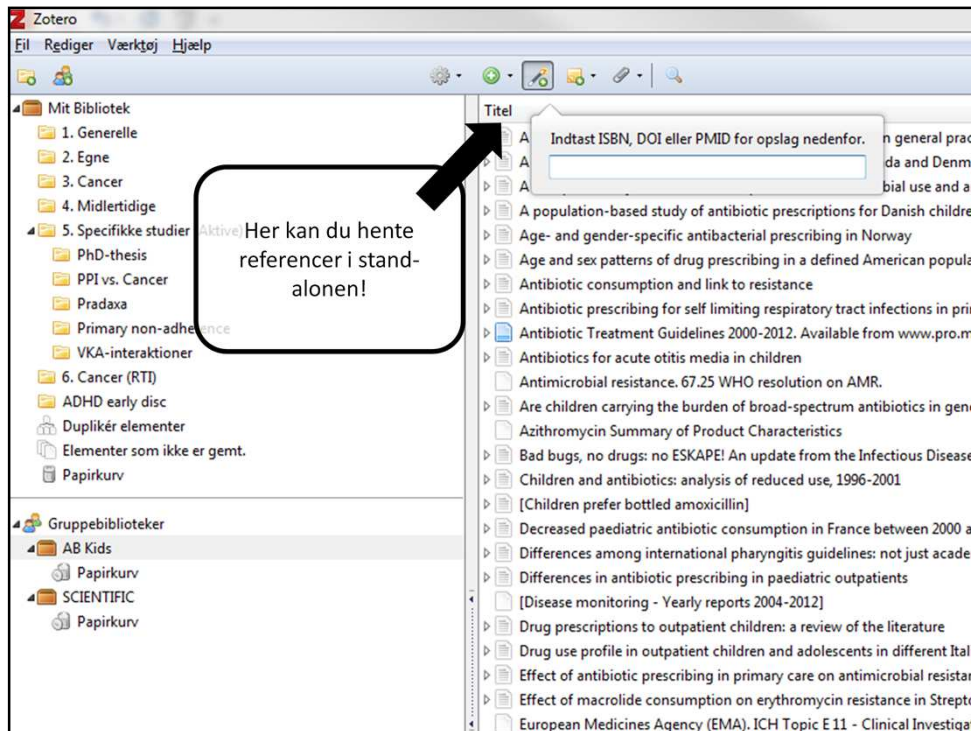 Zotero
Fil Rediger Værktøj Hjælp
Mit Bibliotek
1. Generelle
2. Egne
3. Cancer
4. Midlertidige
5. Specifikke studier (Aktive)
PhD-thesis
PPI vs. Cancer
Pradaxa
Primary non-adherence
VKA-interaktioner
6. Cancer (RTI)
ADHD early disc
Duplikér elementer
Elementer som ikke er gemt.
Papirkurv
Gruppebiblioteker
AB Kids
Papirkurv
SCIENTIFIC
Papirkurv
Her kan du hente
referencer i stand-
alonen!
Titel
Indtast ISBN, DOI eller PMID for opslag nedenfor.
A n general prac
A da and Denm
A bial use and a
A population-based study of antibiotic prescriptions for Danish childre
Age- and gender-specific antibacterial prescribing in Norway
Age and sex patterns of drug prescribing in a defined American popula
Antibiotic consumption and link to resistance
Antibiotic prescribing for self limiting respiratory tract infections in prin
Antibiotic Treatment Guidelines 2000-2012. Available from www.pro.m
Antibiotics for acute otitis media in children
Antimicrobial resistance. 67.25 WHO resolution on AMR.
Are children carrying the burden of broad-spectrum antibiotics in gene
Azithromycin Summary of Product Characteristics
Bad bugs, no drugs: no ESKAPE! An update from the Infectious Disease
Children and antibiotics: analysis of reduced use, 1996-2001
[Children prefer bottled amoxicillin]
Decreased paediatric antibiotic consumption in France between 2000 a
Differences among international pharyngitis guidelines: not just acade
Differences in antibiotic prescribing in paediatric outpatients
[Disease monitoring - Yearly reports 2004-2012]
Drug prescriptions to outpatient children: a review of the literature
Drug use profile in outpatient children and adolescents in different Ital
Effect of antibiotic prescribing in primary care on antimicrobial resistan
Effect of macrolide consumption on erythromycin resistance in Strepto
European Medicines Agency (EMA). ICH Topic E 11 - Clinical Investigat